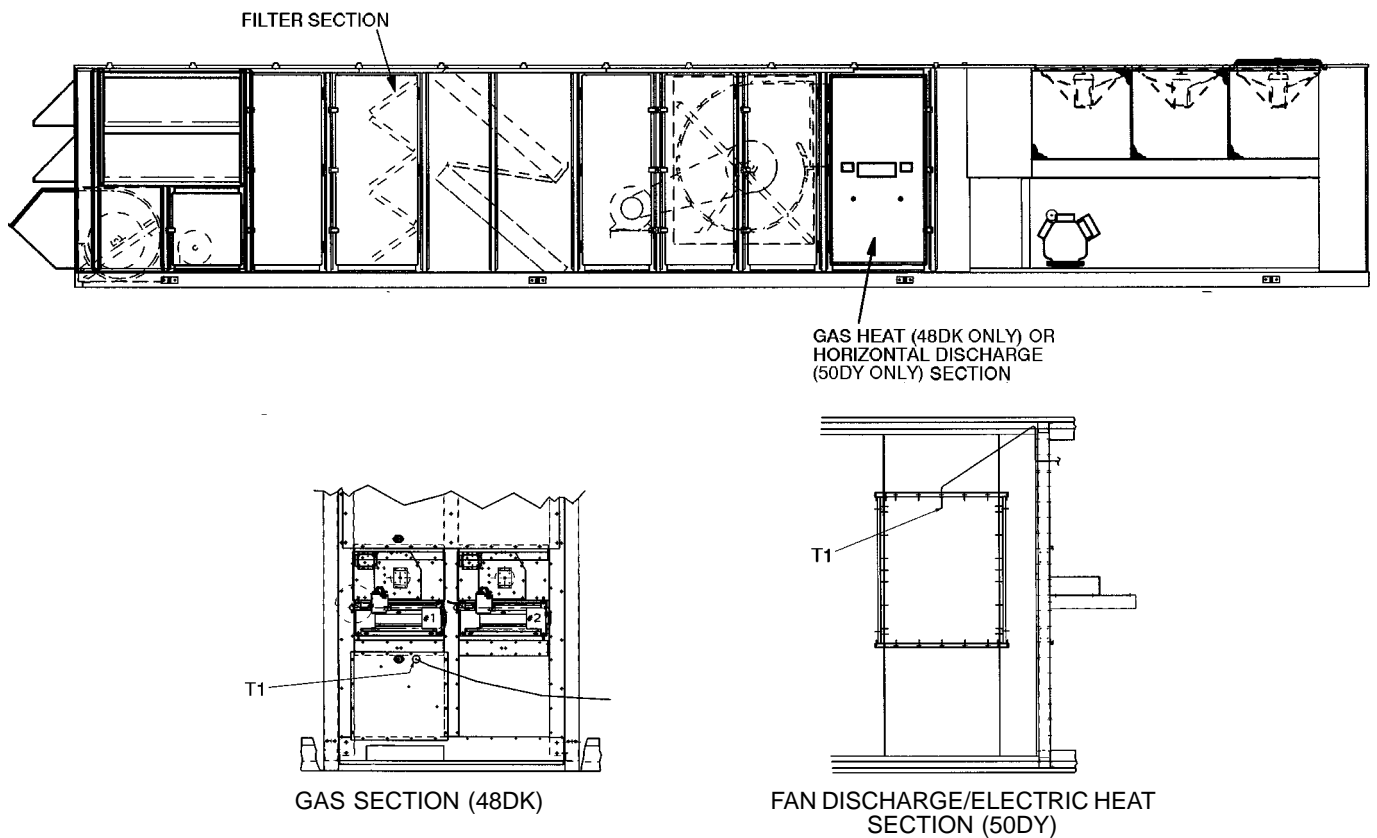 FILTER SECTION
GAS HEAT (48DK ONLY) OR
HORIZONTAL DISCHARGE
(50DY ONLY) SECTION
#1
#2
T1
T1
GAS SECTION (48DK)
FAN DISCHARGE/ELECTRIC HEAT
SECTION (50DY)